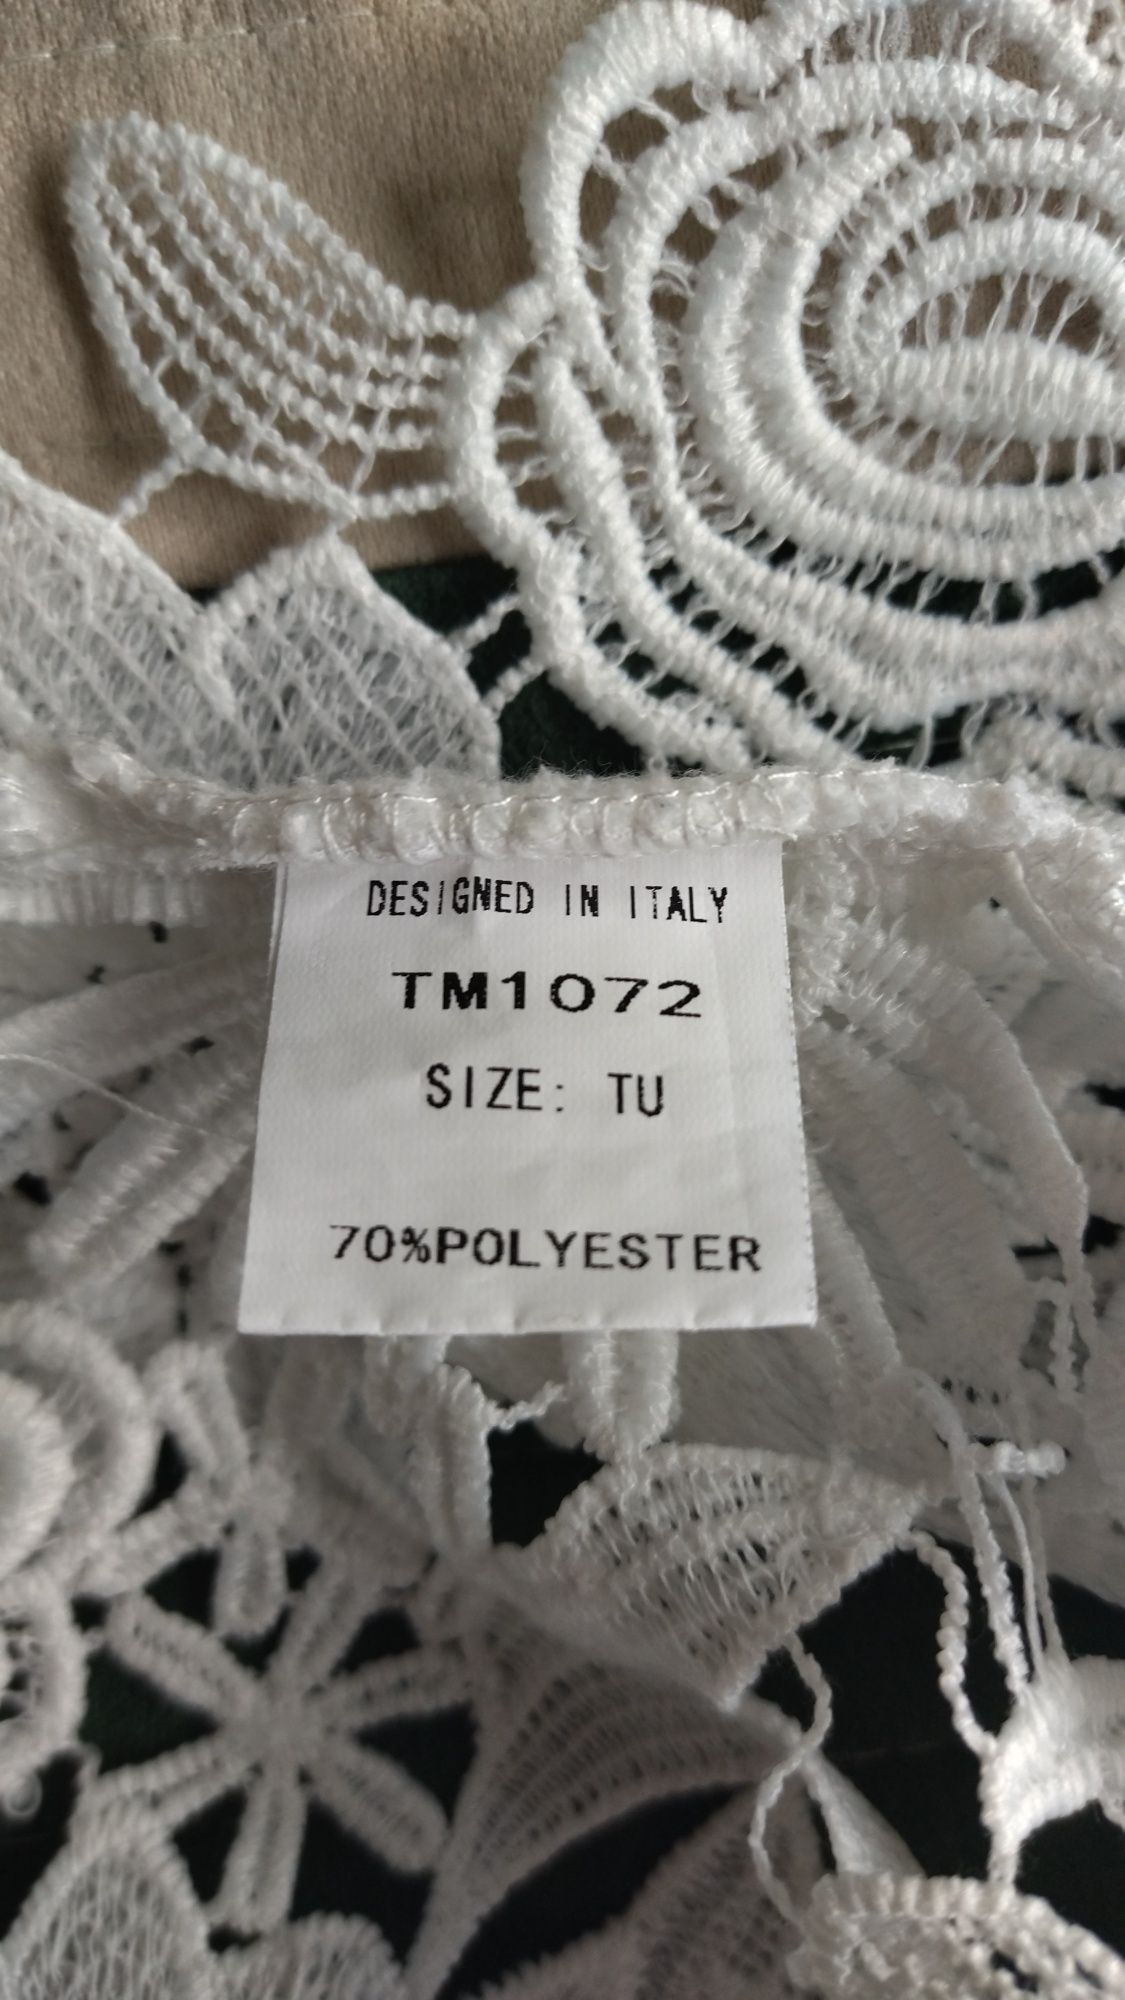 DESIGNED IN ITALY
TM1072
SIZE: TU
70%POLYESTER